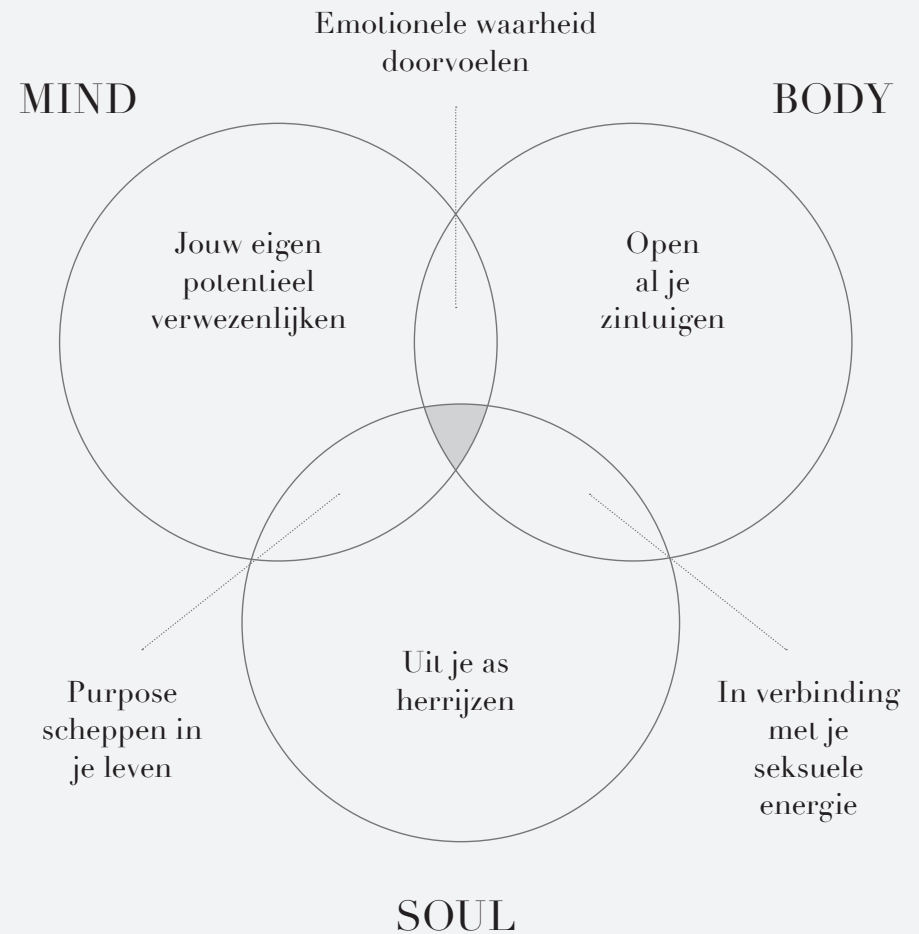 Emotionele waarheid
doorvoelen
MIND
BODY
Jouw eigen
potentieel
verwezenlijken
Open
al je
zintuigen
Uit je as
herrijzen
Purpose
scheppen in
je leven
In verbinding
met je
seksuele
energie
SOUL